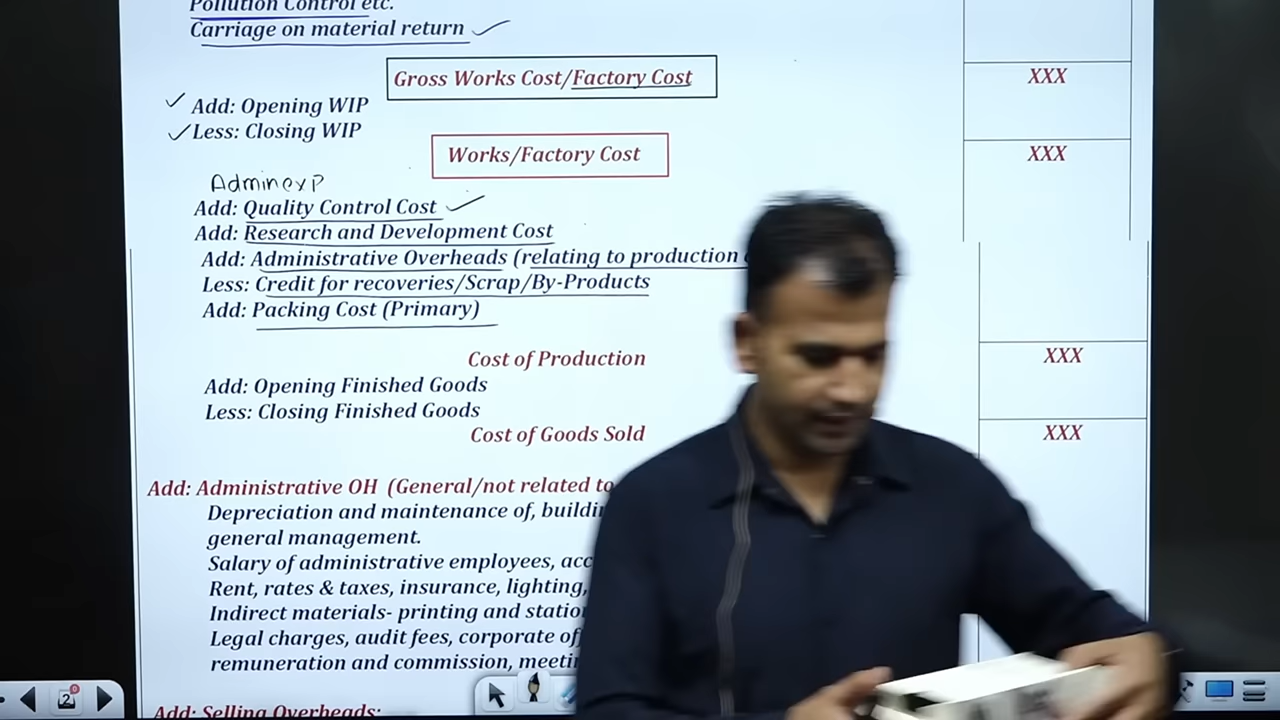 Pollution Control etc.
Carriage on material return
Gross Works Cost/Factory Cost XXX
Add: Opening WIP
Less: Closing WIP
Works/Factory Cost XXX
Admin exp
Add: Quality Control Cost
Add: Research and Development Cost
Add: Administrative Overheads (relating to production
Less: Credit for recoveries/Scrap/By-Products
Add: Packing Cost (Primary)
Cost of Production XXX
Add: Opening Finished Goods
Less: Closing Finished Goods
Cost of Goods Sold XXX
Add: Administrative OH (General/not related to
Depreciation and maintenance of,
general management.
Salary of administrative employees,
Rent, rates & taxes, insurance, lighting,
Indirect materials- printing and
Legal charges, audit fees, corporate
remuneration and commission,
Add: Selling Overheads:
2